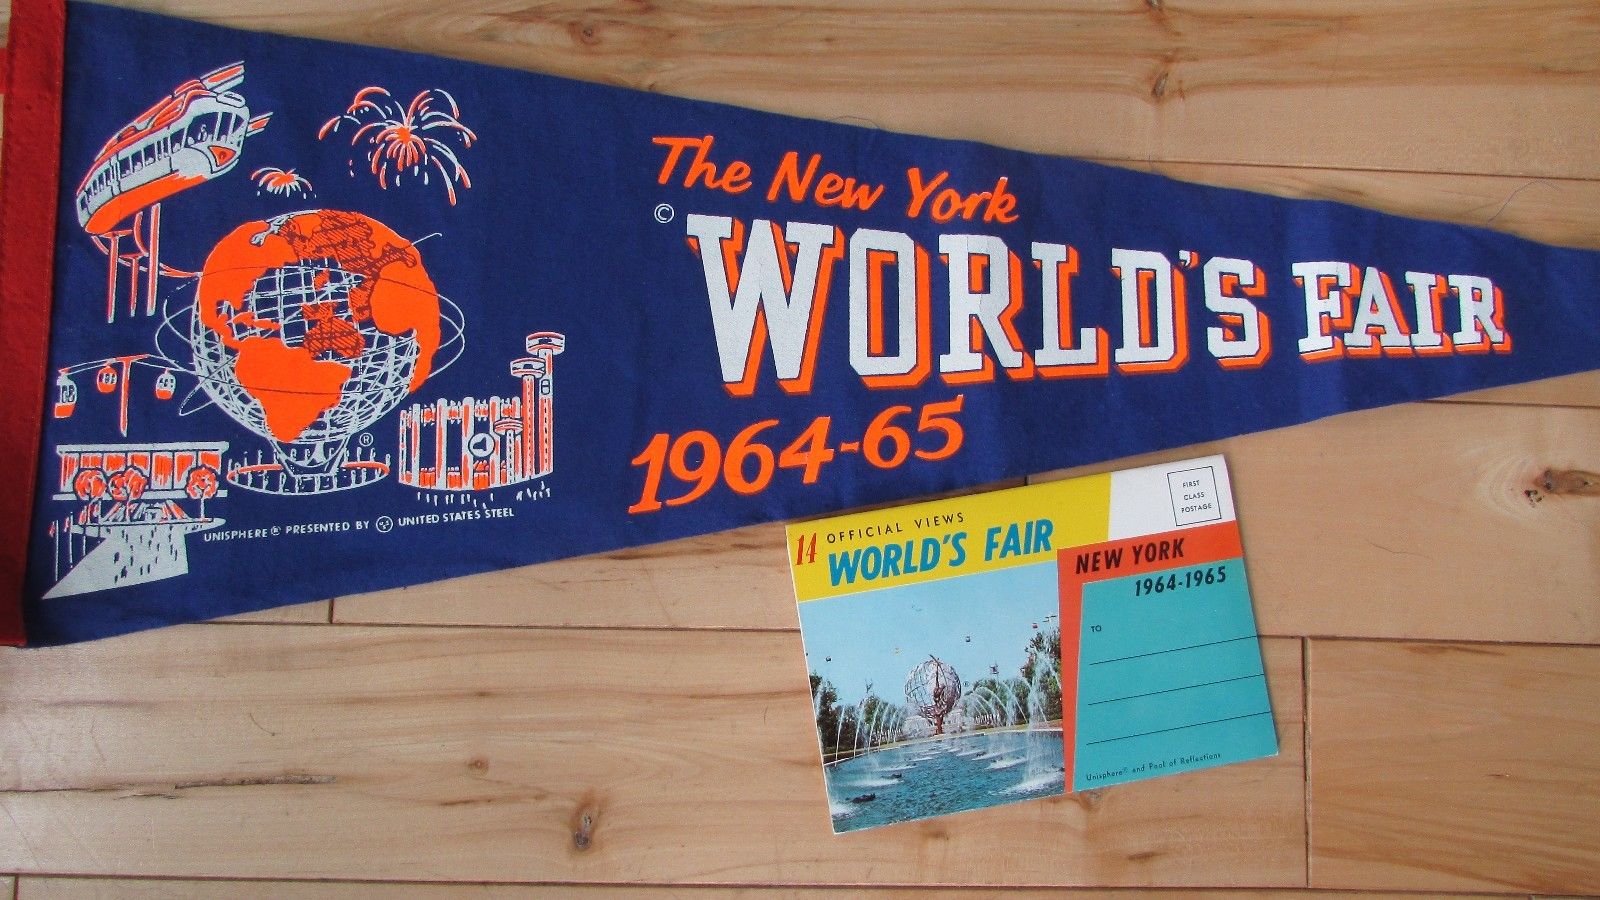 The New York
© WORLD'S FAIR
1964-65
®
UNISPHERE® PRESENTED BY USS UNITED STATES STEEL
14 OFFICIAL VIEWS
WORLD'S FAIR
FIRST
CLASS
POSTAGE
NEW YORK
1964-1965
TO
Unisphere® and Pool of Reflections